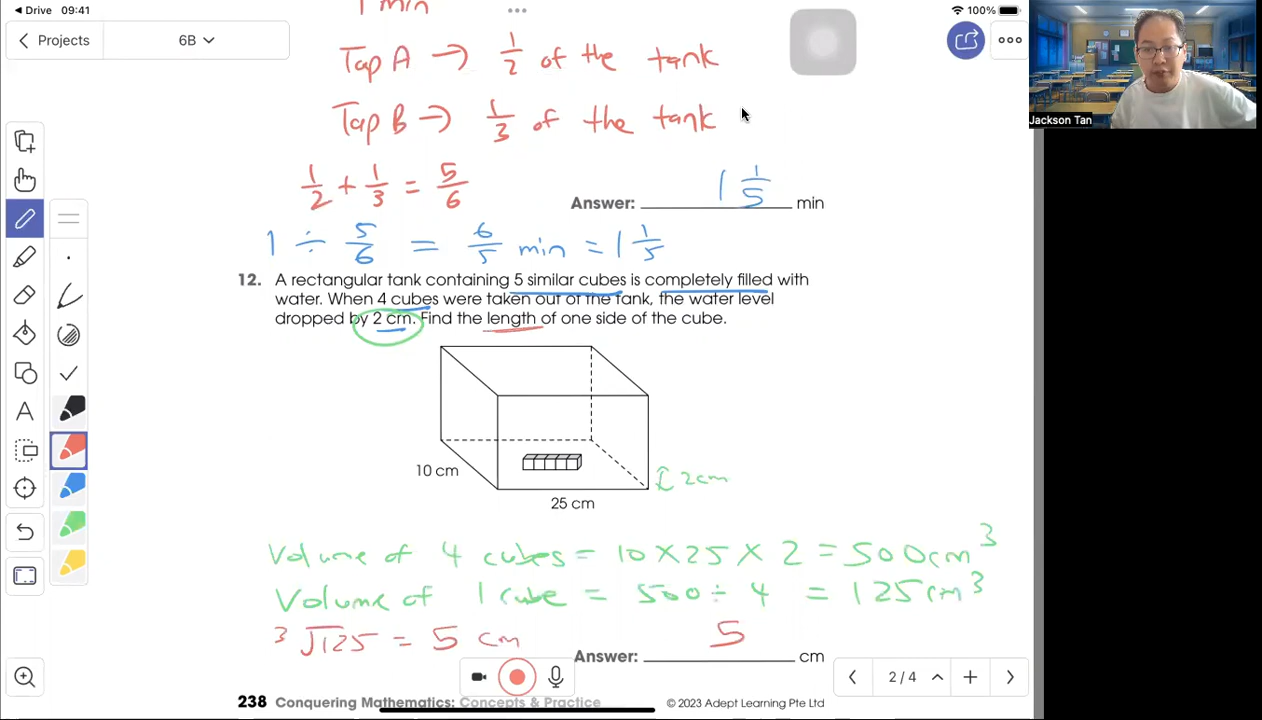 Drive 09:41
100%
Projects
6B
1 min
Tap A → 1/2 of the tank
Tap B → 1/3 of the tank
1/2 + 1/3 = 5/6
Answer: 1 1/5 min
1 ÷ 5/6 = 6/5 min = 1 1/5
12. A rectangular tank containing 5 similar cubes is completely filled with
water. When 4 cubes were taken out of the tank, the water level
dropped by 2 cm. Find the length of one side of the cube.
10 cm
2cm
25 cm
Volume of 4 cubes = 10 × 25 × 2 = 500cm³
Volume of 1 cube = 500 ÷ 4 = 125cm³
³√125 = 5 cm
Answer: 5 cm
2 / 4
238 Conquering Mathematics: Concepts & Practice
© 2023 Adept Learning Pte Ltd
Jackson Tan
A